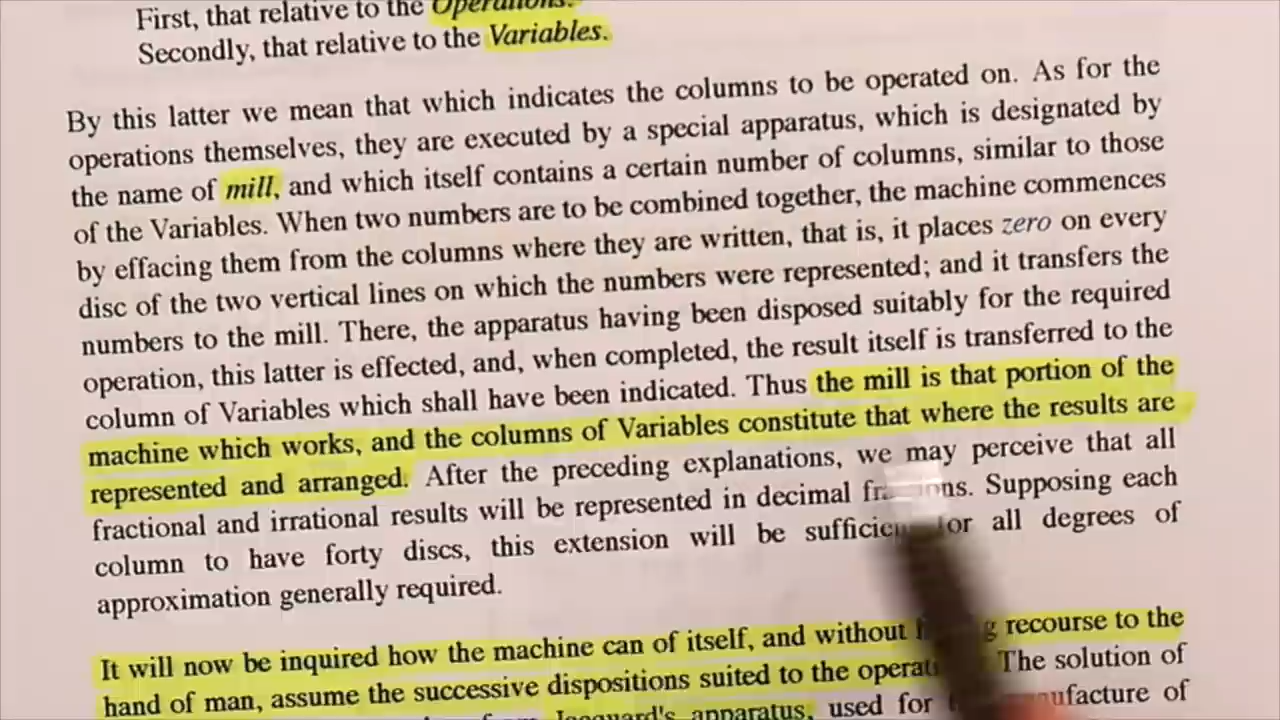 First, that relative to the Operations.
Secondly, that relative to the Variables.
By this latter we mean that which indicates the columns to be operated on. As for the
operations themselves, they are executed by a special apparatus, which is designated by
the name of mill, and which itself contains a certain number of columns, similar to those
of the Variables. When two numbers are to be combined together, the machine commences
by effacing them from the columns where they are written, that is, it places zero on every
disc of the two vertical lines on which the numbers were represented; and it transfers the
numbers to the mill. There, the apparatus having been disposed suitably for the required
operation, this latter is effected, and, when completed, the result itself is transferred to the
column of Variables which shall have been indicated. Thus the mill is that portion of the
machine which works, and the columns of Variables constitute that where the results are
represented and arranged. After the preceding explanations, we may perceive that all
fractional and irrational results will be represented in decimal Supposing each
column to have forty discs, this extension will be all degrees of
approximation generally required.
It will now be inquired how the machine can of itself, and without recourse to the
hand of man, assume the successive dispositions suited to the The solution of
Jacquard's apparatus, used for of